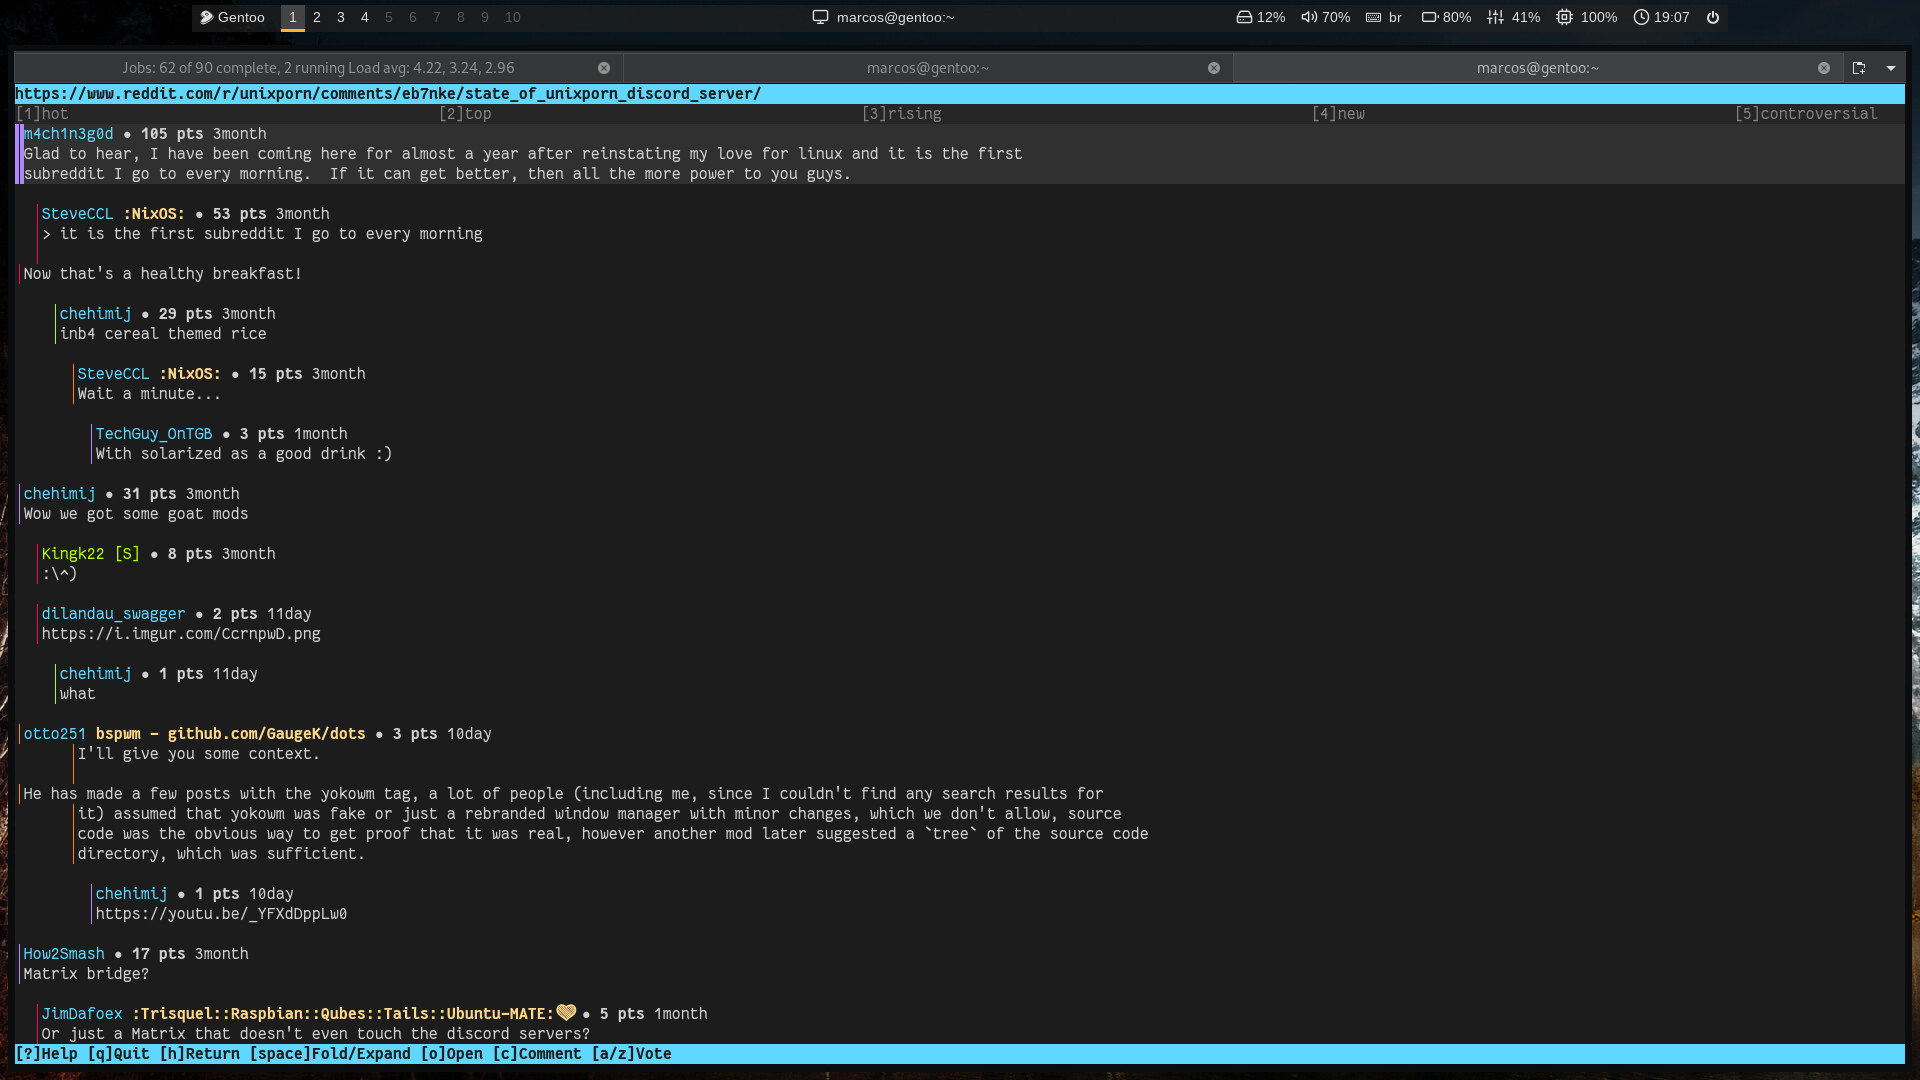 Gentoo 1 2 3 4 5 6 7 8 9 10 marcos@gentoo:~ 12% 70% br 80% 41% 100% 19:07
Jobs: 62 of 90 complete, 2 running Load avg: 4.22, 3.24, 2.96 marcos@gentoo:~ marcos@gentoo:~
https://www.reddit.com/r/unixporn/comments/eb7nke/state_of_unixporn_discord_server/
[1]hot [2]top [3]rising [4]new [5]controversial
m4ch1n3g0d • 105 pts 3month
Glad to hear, I have been coming here for almost a year after reinstating my love for linux and it is the first
subreddit I go to every morning.  If it can get better, then all the more power to you guys.
SteveCCL :NixOS: • 53 pts 3month
> it is the first subreddit I go to every morning
Now that's a healthy breakfast!
chehimij • 29 pts 3month
inb4 cereal themed rice
SteveCCL :NixOS: • 15 pts 3month
Wait a minute...
TechGuy_OnTGB • 3 pts 1month
With solarized as a good drink :)
chehimij • 31 pts 3month
Wow we got some goat mods
Kingk22 [S] • 8 pts 3month
:\^)
dilandau_swagger • 2 pts 11day
https://i.imgur.com/CcrnpwD.png
chehimij • 1 pts 11day
what
otto251 bspwm - github.com/GaugeK/dots • 3 pts 10day
I'll give you some context.
He has made a few posts with the yokowm tag, a lot of people (including me, since I couldn't find any search results for
it) assumed that yokowm was fake or just a rebranded window manager with minor changes, which we don't allow, source
code was the obvious way to get proof that it was real, however another mod later suggested a `tree` of the source code
directory, which was sufficient.
chehimij • 1 pts 10day
https://youtu.be/_YFXdDppLw0
How2Smash • 17 pts 3month
Matrix bridge?
JimDafoex :Trisquel::Raspbian::Qubes::Tails::Ubuntu-MATE:💛 • 5 pts 1month
Or just a Matrix that doesn't even touch the discord servers?
[?]Help [q]Quit [h]Return [space]Fold/Expand [o]Open [c]Comment [a/z]Vote